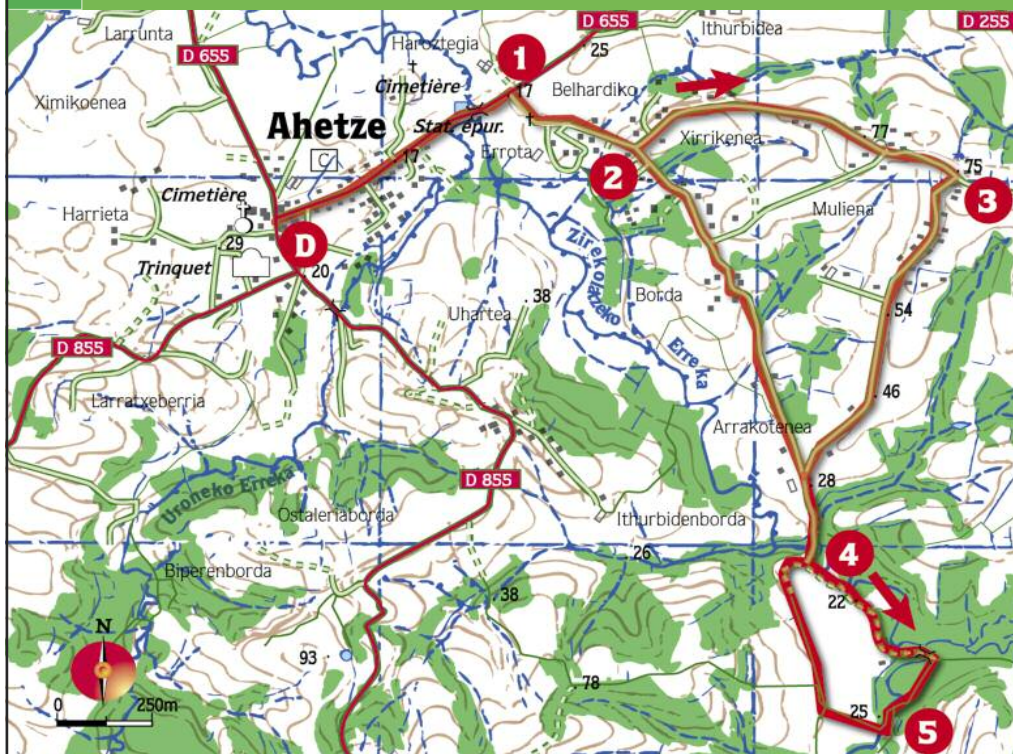 Larrunta
D 655
25
D 655
Ithurbidea
D 255
Haroztegia
1
Cimetière
17
Belhardiko
Ximikoenea
Ahetze
Stat. épur.
Xirrikenea
77
C
17
Errota
75
2
3
Cimetière
Harrieta
Muliena
29
D
Trinquet
20
Zirekoplazeko Erreka
Borda
38
Uhartea
54
D 855
Larratxeberria
46
Arrakotenea
D 855
28
Uroneko Erreka
Ostaleriaborda
Ithurbidenborda
26
4
Biperenborda
38
22
N
93
78
0 250m
25
5